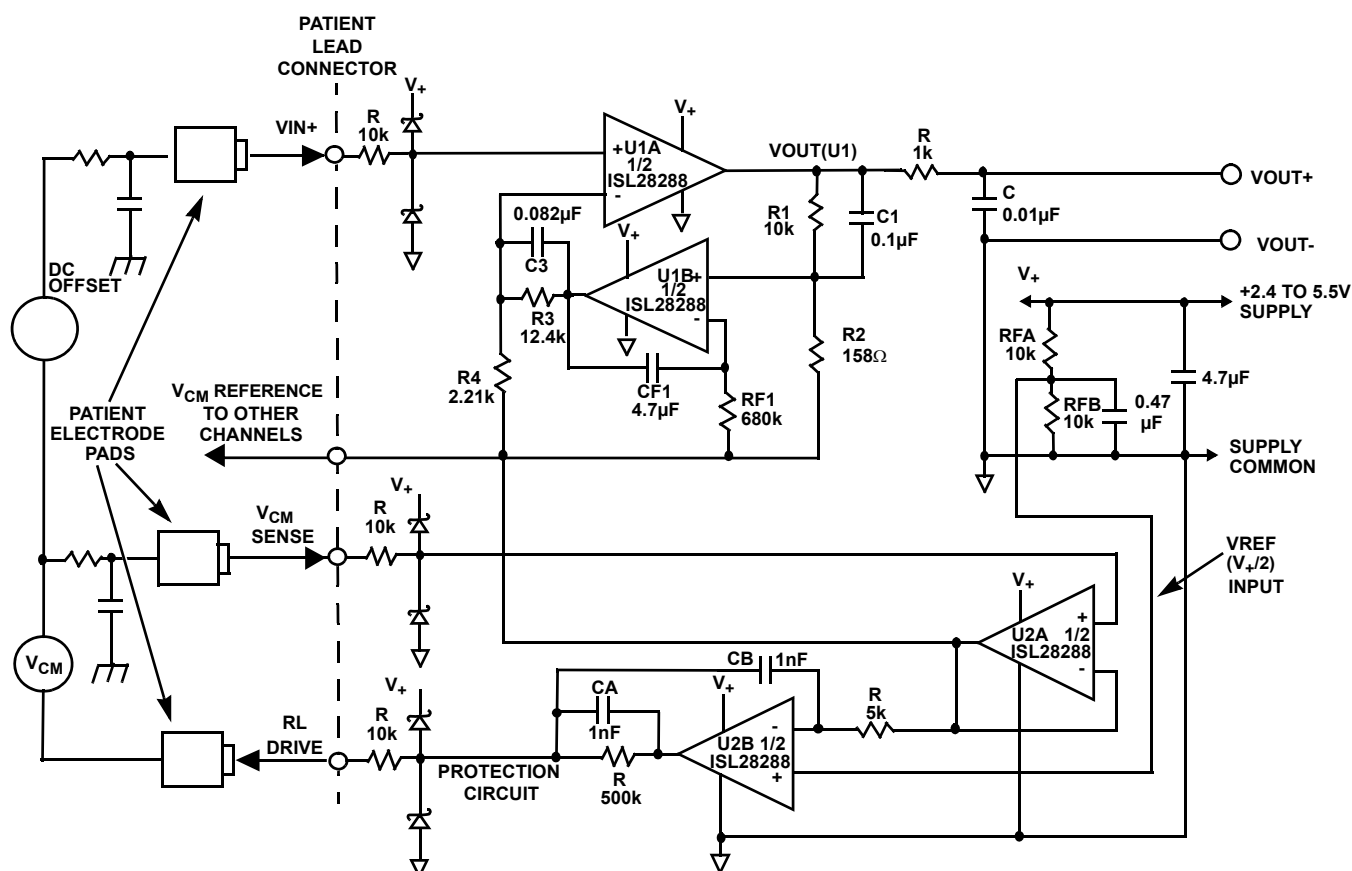 PATIENT
LEAD
CONNECTOR
VIN+
R
10k
V+
+U1A
1/2
ISL28288
-
V+
VOUT(U1)
R
1k
VOUT+
C
0.01µF
VOUT-
R1
10k
C1
0.1µF
0.082µF
C3
V+
U1B+
1/2
ISL28288
-
R3
12.4k
R2
158Ω
R4
2.21k
CF1
4.7µF
RF1
680k
DC
OFFSET
V+
+2.4 TO 5.5V
SUPPLY
RFA
10k
RFB
10k
0.47
µF
4.7µF
SUPPLY
COMMON
VCM REFERENCE
TO OTHER
CHANNELS
PATIENT
ELECTRODE
PADS
VCM
SENSE
R
10k
V+
VREF
(V+/2)
INPUT
V+
+
U2A 1/2
ISL28288
-
VCM
RL
DRIVE
R
10k
V+
PROTECTION
CIRCUIT
CA
1nF
R
500k
CB
1nF
V+
-
U2B 1/2
ISL28288
+
R
5k